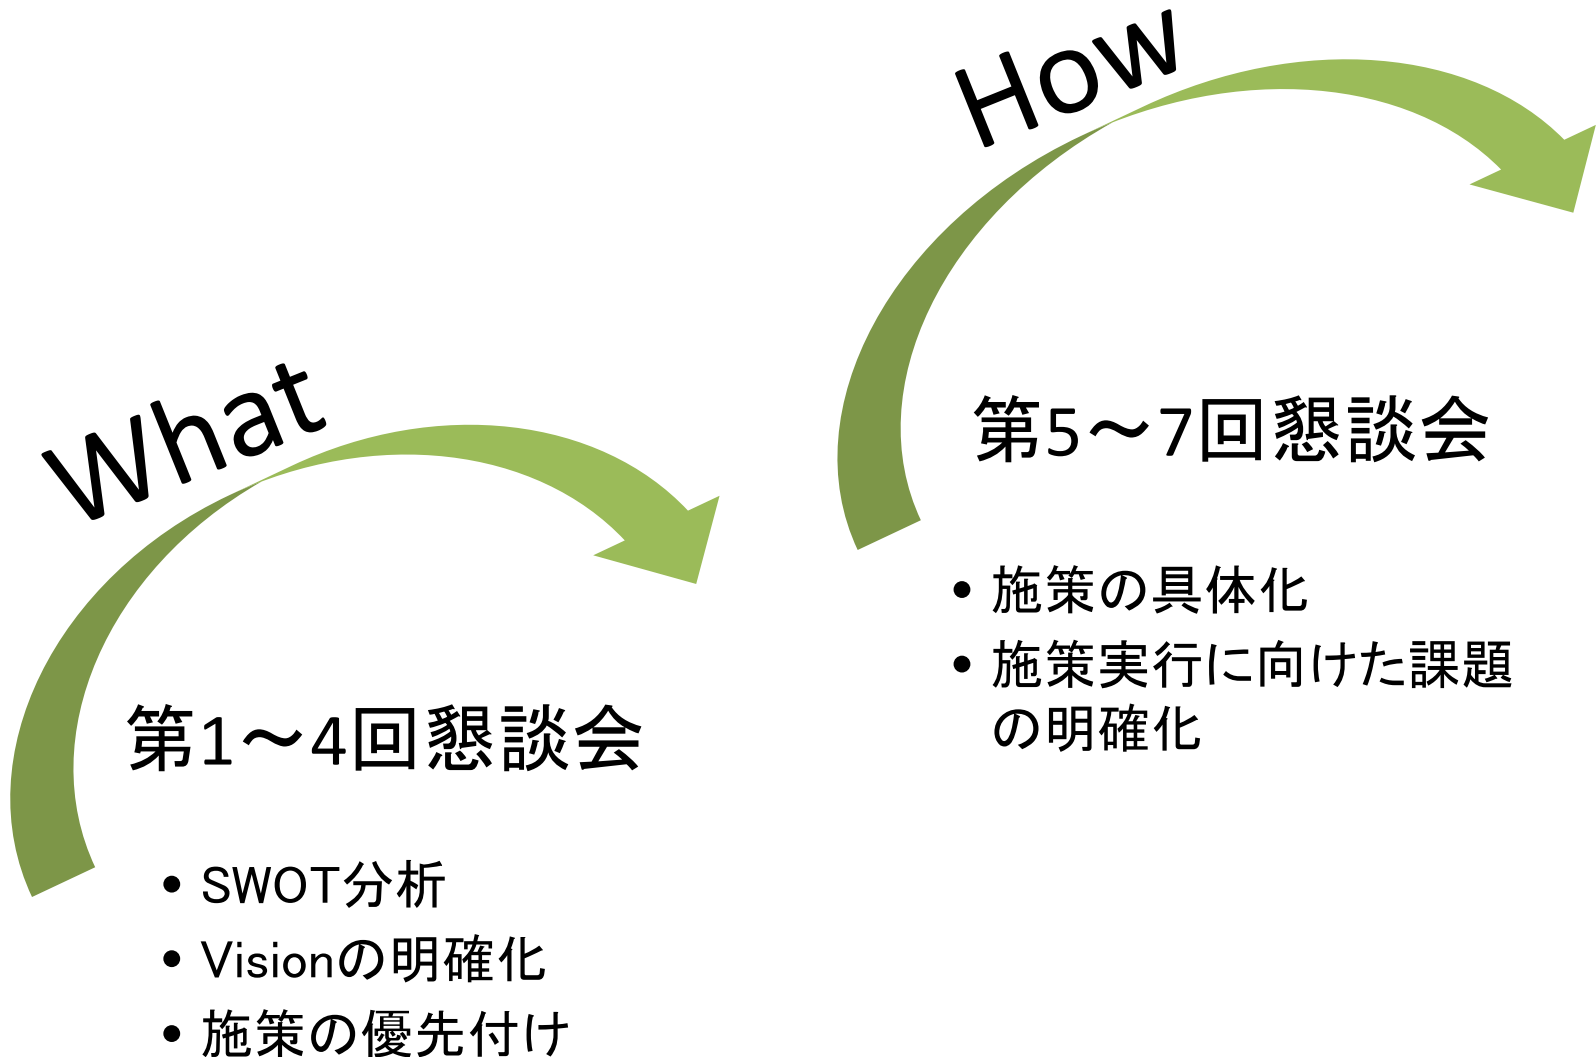 What
第1～4回懇談会
• SWOT分析
• Visionの明確化
• 施策の優先付け
How
第5～7回懇談会
• 施策の具体化
• 施策実行に向けた課題
の明確化